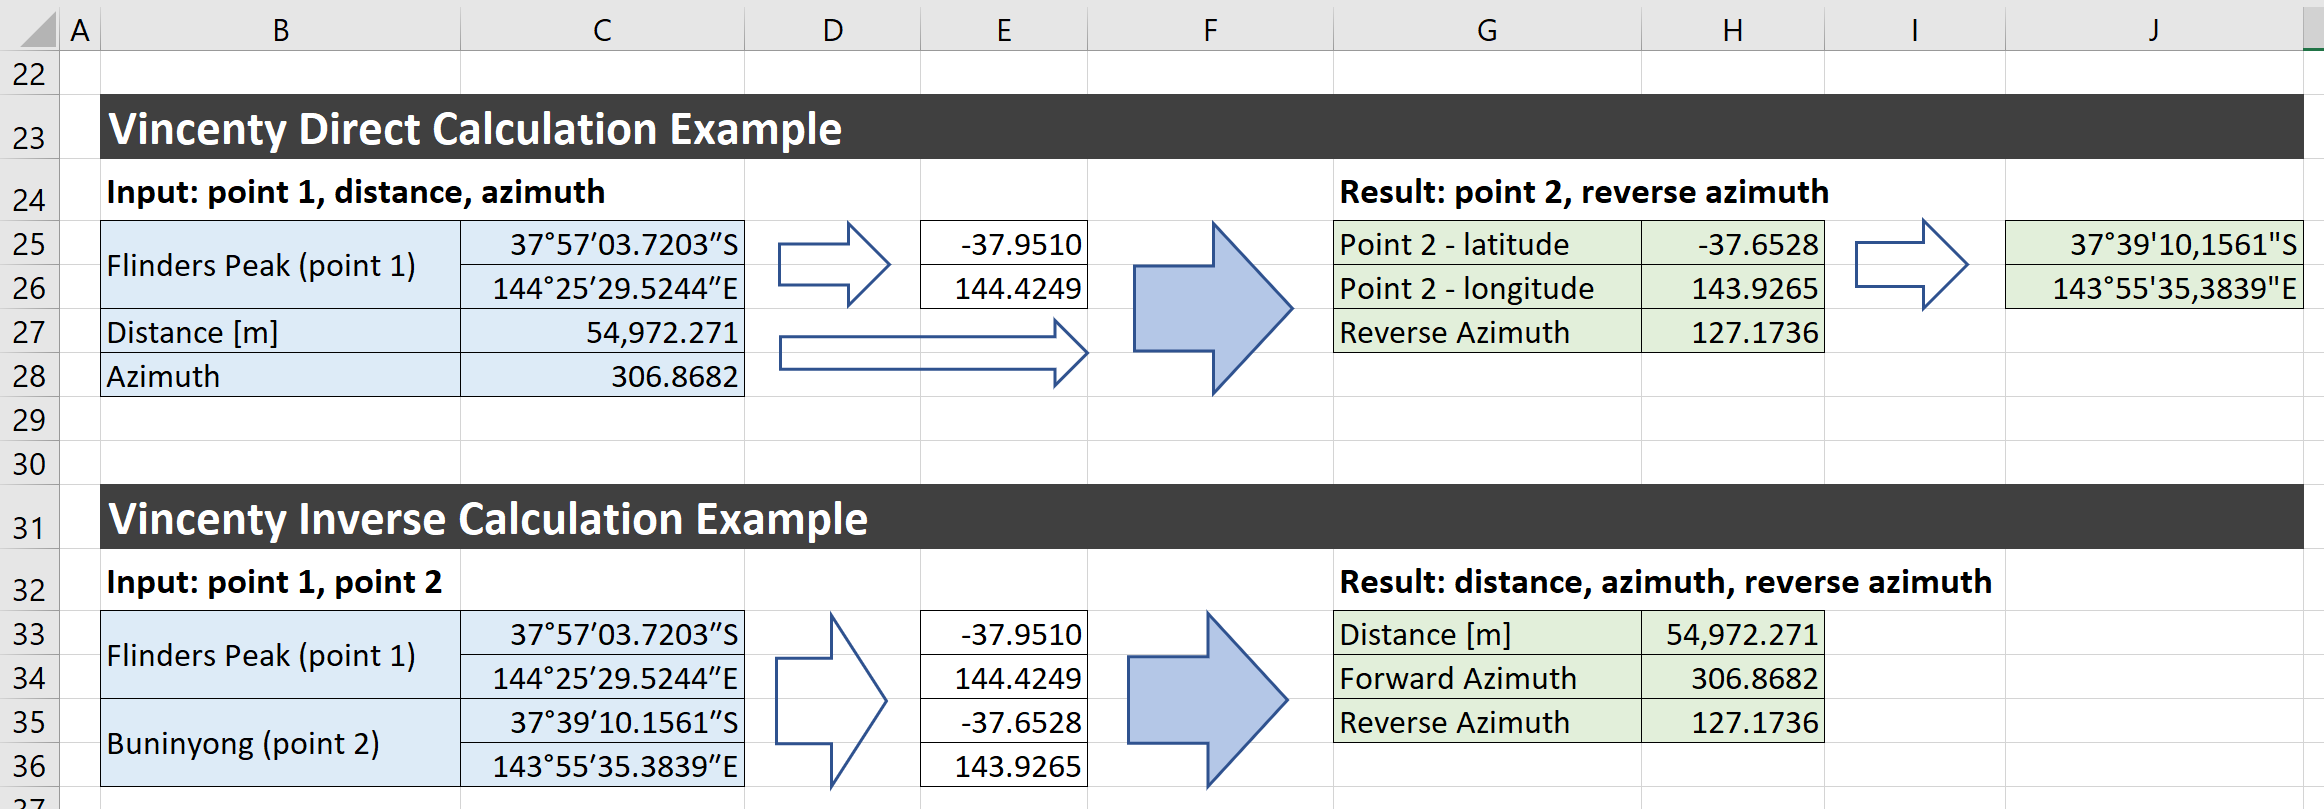 A B C D E F G H I J
22
23 Vincenty Direct Calculation Example
24 Input: point 1, distance, azimuth Result: point 2, reverse azimuth
25 37°57′03.7203″S -37.9510 Point 2 - latitude -37.6528 37°39'10,1561"S
Flinders Peak (point 1)
26 144°25′29.5244″E 144.4249 Point 2 - longitude 143.9265 143°55'35,3839"E
27 Distance [m] 54,972.271 Reverse Azimuth 127.1736
28 Azimuth 306.8682
29
30
31 Vincenty Inverse Calculation Example
32 Input: point 1, point 2 Result: distance, azimuth, reverse azimuth
33 37°57′03.7203″S -37.9510 Distance [m] 54,972.271
Flinders Peak (point 1)
34 144°25′29.5244″E 144.4249 Forward Azimuth 306.8682
35 37°39′10.1561″S -37.6528 Reverse Azimuth 127.1736
Buninyong (point 2)
36 143°55′35.3839″E 143.9265
37